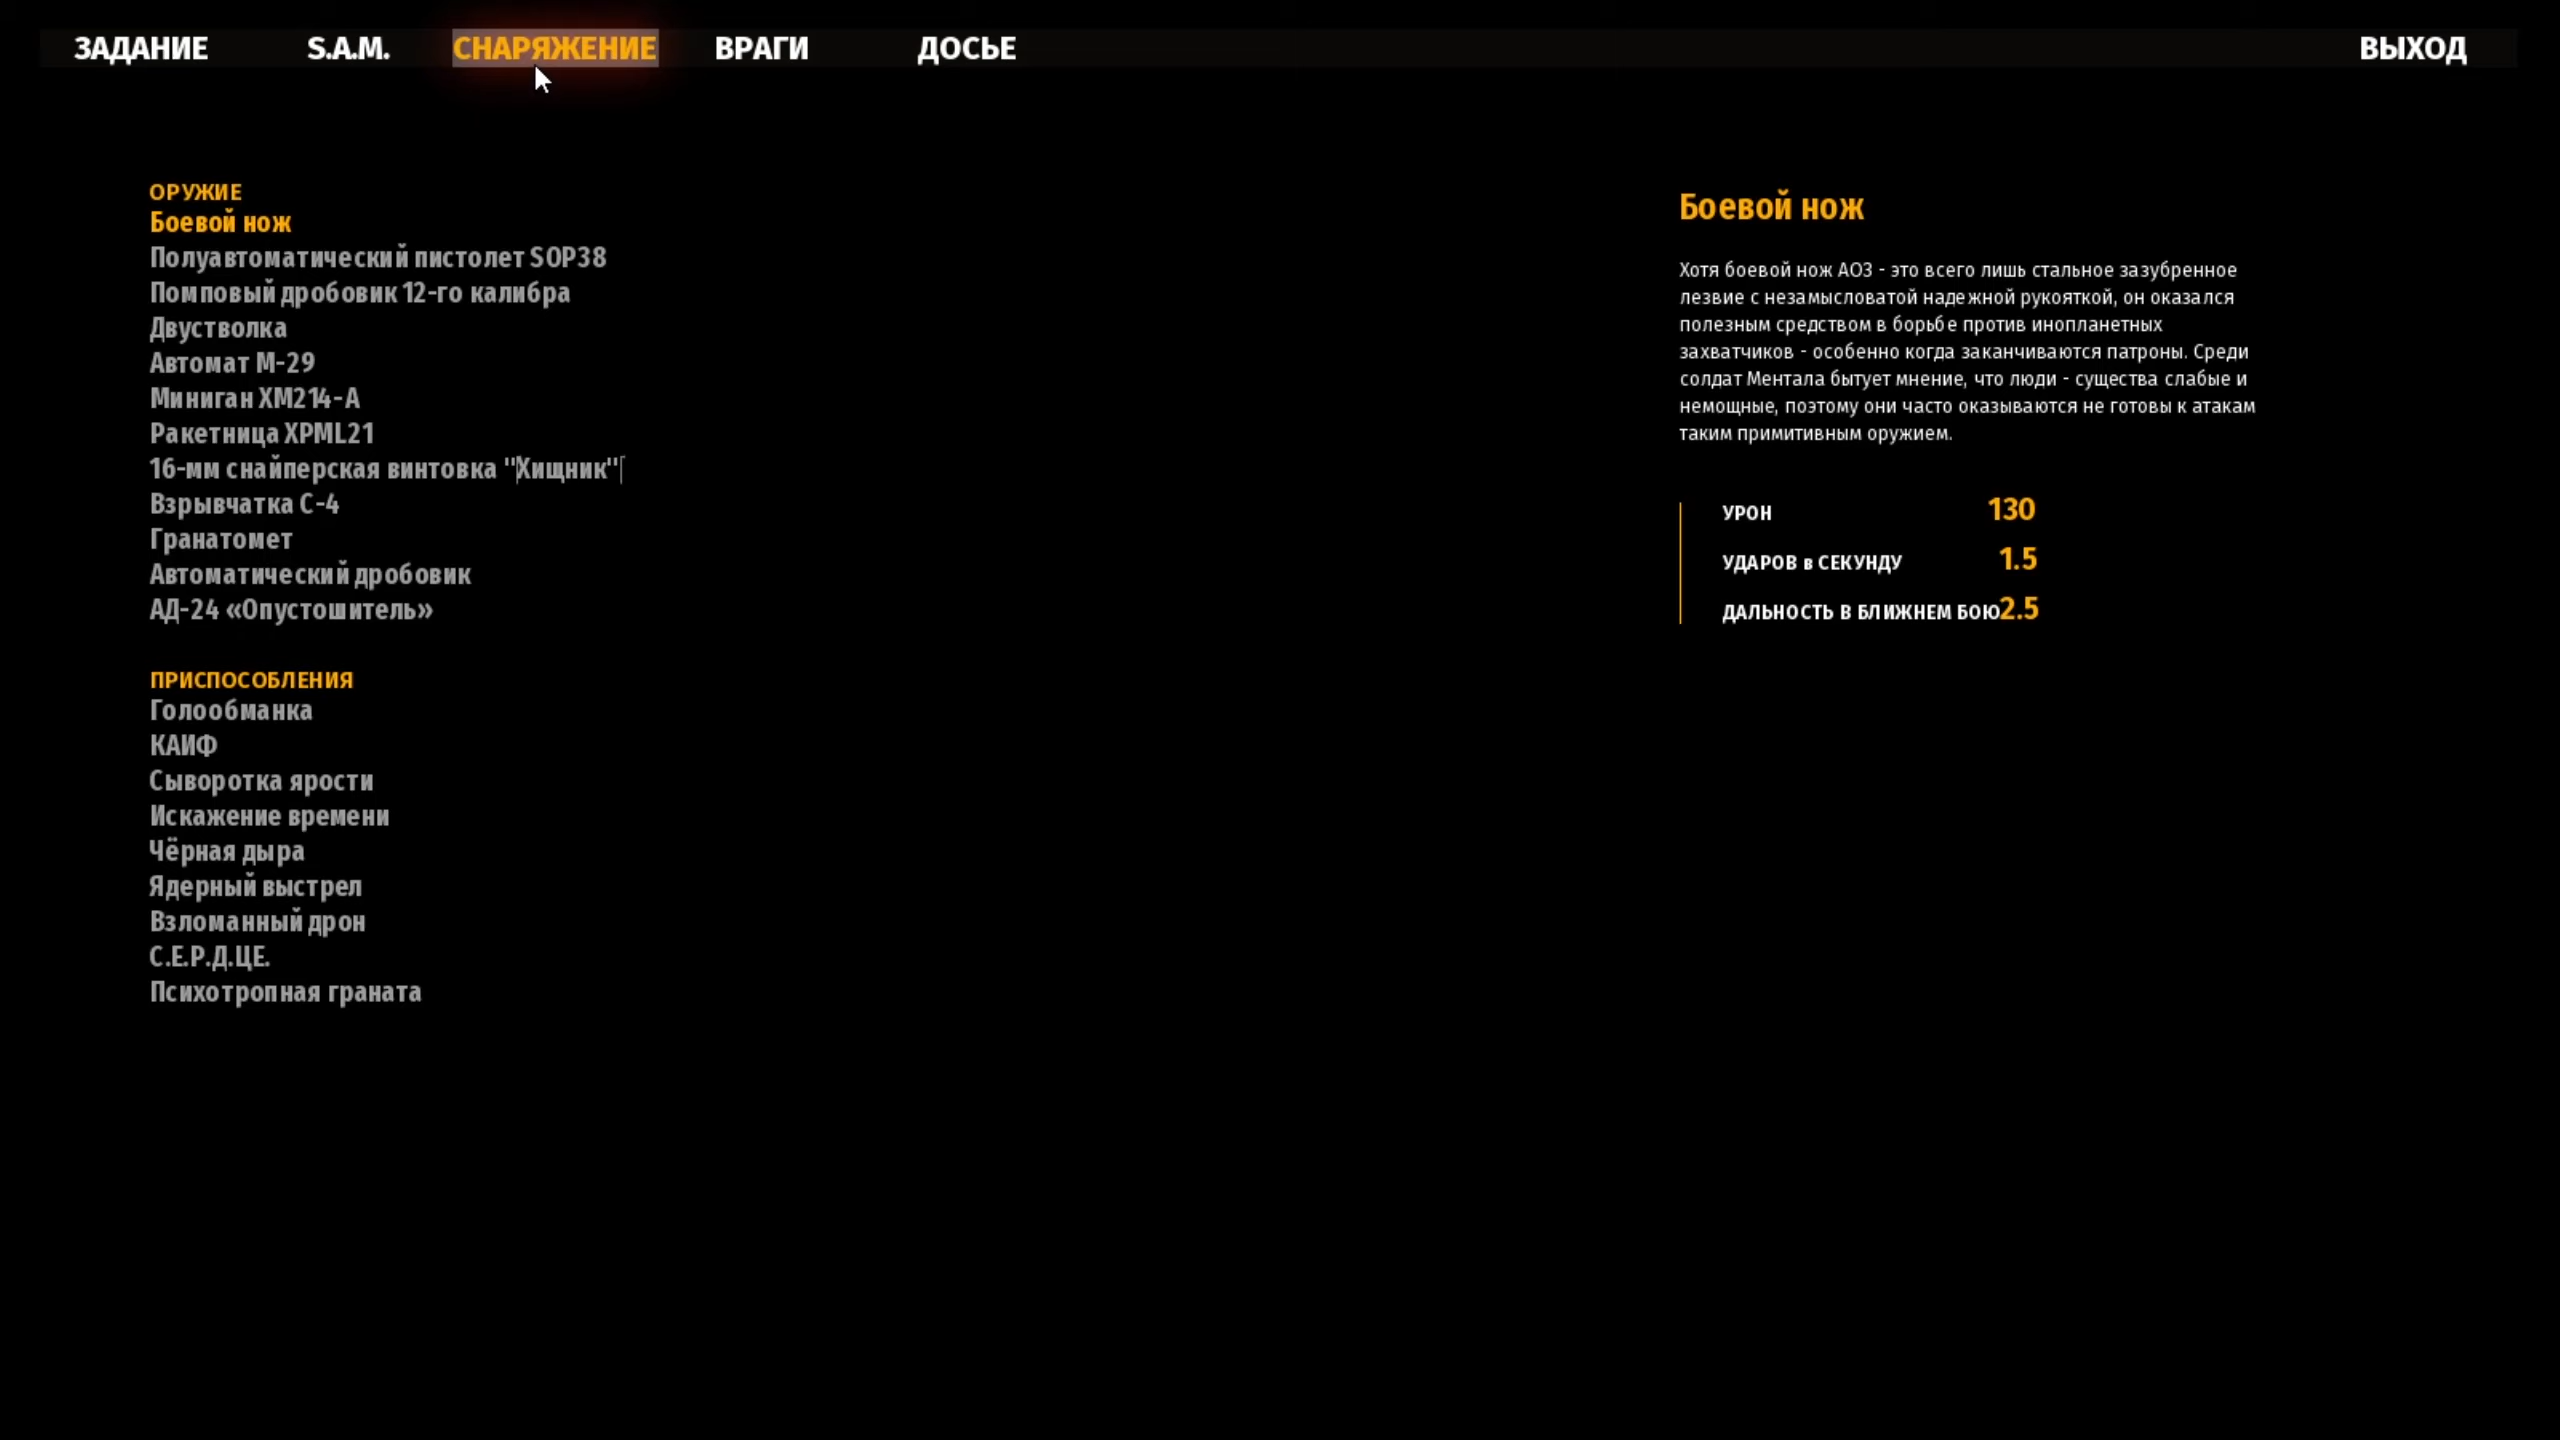 ЗАДАНИЕ S.A.M. СНАРЯЖЕНИЕ ВРАГИ ДОСЬЕ ВЫХОД
ОРУЖИЕ
Боевой нож
Полуавтоматический пистолет SOP38
Помповый дробовик 12-го калибра
Двустволка
Автомат М-29
Миниган XM214-A
Ракетница XPML21
16-мм снайперская винтовка "Хищник"
Взрывчатка С-4
Гранатомет
Автоматический дробовик
АД-24 «Опустошитель»
ПРИСПОСОБЛЕНИЯ
Голообманка
КАИФ
Сыворотка ярости
Искажение времени
Чёрная дыра
Ядерный выстрел
Взломанный дрон
С.Е.Р.Д.ЦЕ.
Психотропная граната
Боевой нож
Хотя боевой нож АОЗ - это всего лишь стальное зазубренное
лезвие с незамысловатой надежной рукояткой, он оказался
полезным средством в борьбе против инопланетных
захватчиков - особенно когда заканчиваются патроны. Среди
солдат Ментала бытует мнение, что люди - существа слабые и
немощные, поэтому они часто оказываются не готовы к атакам
таким примитивным оружием.
УРОН 130
УДАРОВ в СЕКУНДУ 1.5
ДАЛЬНОСТЬ В БЛИЖНЕМ БОЮ 2.5